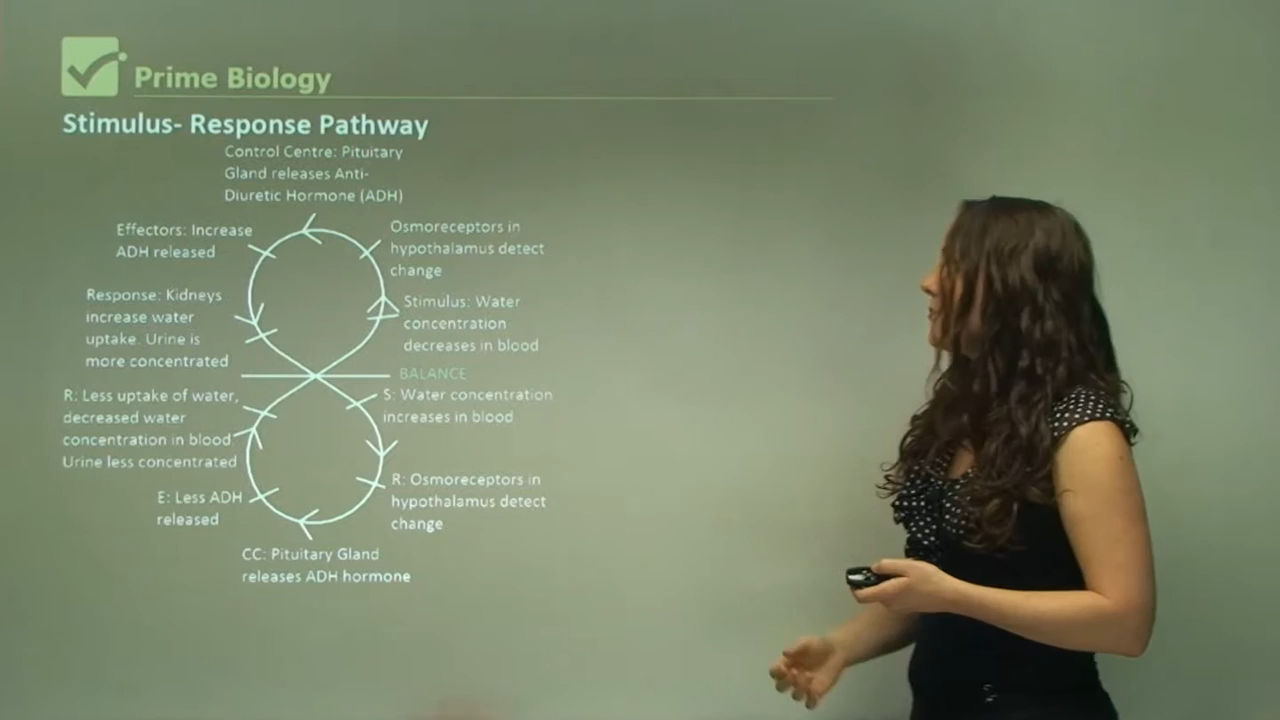 Prime Biology
Stimulus- Response Pathway
Control Centre: Pituitary
Gland releases Anti-
Diuretic Hormone (ADH)
Effectors: Increase
ADH released
Osmoreceptors in
hypothalamus detect
change
Response: Kidneys
increase water
uptake. Urine is
more concentrated
Stimulus: Water
concentration
decreases in blood
BALANCE
R: Less uptake of water,
decreased water
concentration in blood.
Urine less concentrated
S: Water concentration
increases in blood
E: Less ADH
released
R: Osmoreceptors in
hypothalamus detect
change
CC: Pituitary Gland
releases ADH hormone